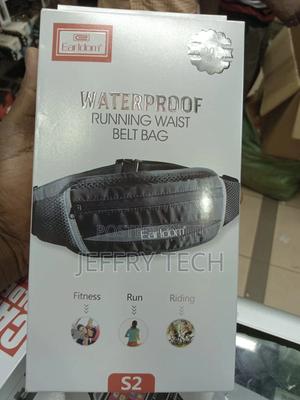 Earldom
WATERPROOF
RUNNING WAIST
BELT BAG
Earldom
JEFFRY TECH
Fitness
Run
Riding
S2